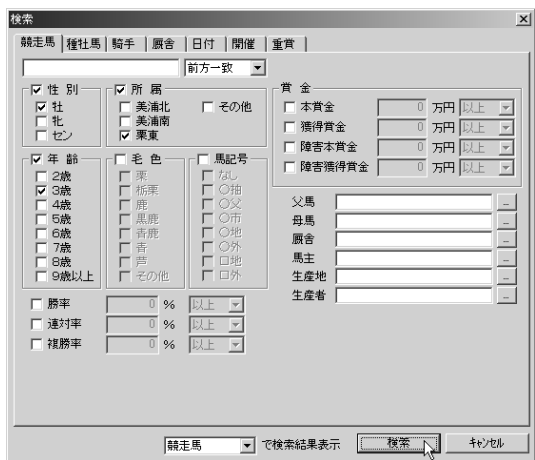 検索
競走馬 種牡馬 騎手 厩舎 日付 開催 重賞
前方一致
性別 所属 賞金
牡 美浦北 その他 本賞金 0 万円 以上
牝 美浦南 獲得賞金 0 万円 以上
セン 栗東 障害本賞金 0 万円 以上
障害獲得賞金 0 万円 以上
年齢 毛色 馬記号
2歳 栗 なし
3歳 栃栗 ○抽
4歳 鹿 ○父
5歳 黒鹿 ○市
6歳 青鹿 ○地
7歳 青 ○外
8歳 芦 □地
9歳以上 その他 □外
父馬 ...
母馬 ...
厩舎 ...
馬主 ...
生産地 ...
生産者 ...
勝率 0 % 以上
連対率 0 % 以上
複勝率 0 % 以上
競走馬 で検索結果表示 検索 キャンセル